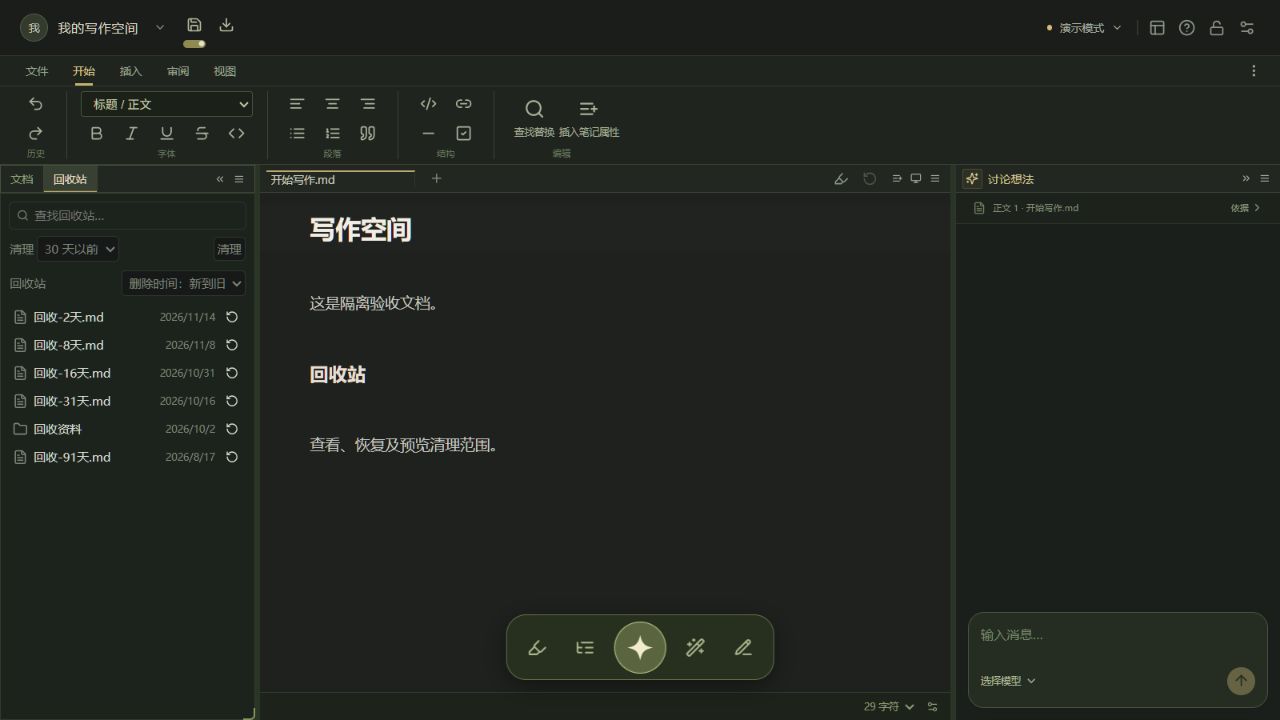 我 我的写作空间 演示模式
文件 开始 插入 审阅 视图
标题 / 正文
查找替换 插入笔记属性
历史 字体 段落 结构 编辑
文档 回收站
开始写作.md
讨论想法
查找回收站...
正文 1 · 开始写作.md 依据
清理 30 天以前 清理
回收站 删除时间：新到旧
回收-2天.md 2026/11/14
回收-8天.md 2026/11/8
回收-16天.md 2026/10/31
回收-31天.md 2026/10/16
回收资料 2026/10/2
回收-91天.md 2026/8/17
写作空间
这是隔离验收文档。
回收站
查看、恢复及预览清理范围。
29 字符
输入消息...
选择模型